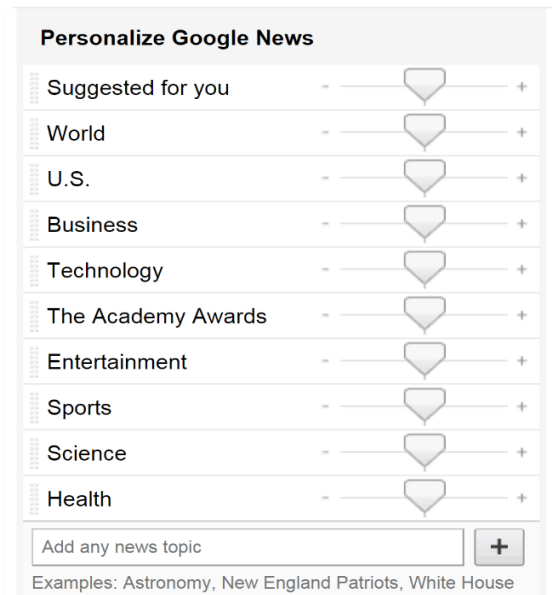 Personalize Google News
Suggested for you - +
World - +
U.S. - +
Business - +
Technology - +
The Academy Awards - +
Entertainment - +
Sports - +
Science - +
Health - +
Add any news topic +
Examples: Astronomy, New England Patriots, White House